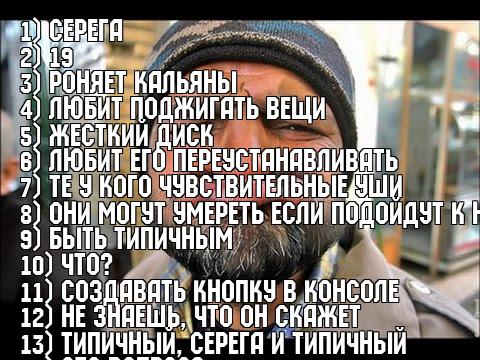 1) СЕРЕГА
2) 19
3) РОНЯЕТ КАЛЬЯНЫ
4) ЛЮБИТ ПОДЖИГАТЬ ВЕЩИ
5) ЖЕСТКИЙ ДИСК
6) ЛЮБИТ ЕГО ПЕРЕУСТАНАВЛИВАТЬ
7) ТЕ У КОГО ЧУВСТВИТЕЛЬНЫЕ УШИ
8) ОНИ МОГУТ УМЕРЕТЬ ЕСЛИ ПОДОЙДУТ К Н
9) БЫТЬ ТИПИЧНЫМ
10) ЧТО?
11) СОЗДАВАТЬ КНОПКУ В КОНСОЛЕ
12) НЕ ЗНАЕШЬ, ЧТО ОН СКАЖЕТ
13) ТИПИЧНЫЙ, СЕРЕГА И ТИПИЧНЫЙ